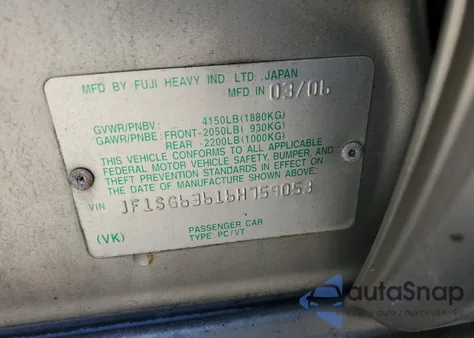 MFD BY FUJI HEAVY IND. LTD. JAPAN
MFD IN 03/06
GVWR/PNBV 4150LB(1880KG)
GAWR/PNBE: FRONT-2050LB( 930KG)
REAR -2200LB(1000KG)
THIS VEHICLE CONFORMS TO ALL APPLICABLE
FEDERAL MOTOR VEHICLE SAFETY, BUMPER, AND
THEFT PREVENTION STANDARDS IN EFFECT ON
THE DATE OF MANUFACTURE SHOWN ABOVE.
VIN
PASSENGER CAR
(VK) TYPE: PC/VT
autoSnap